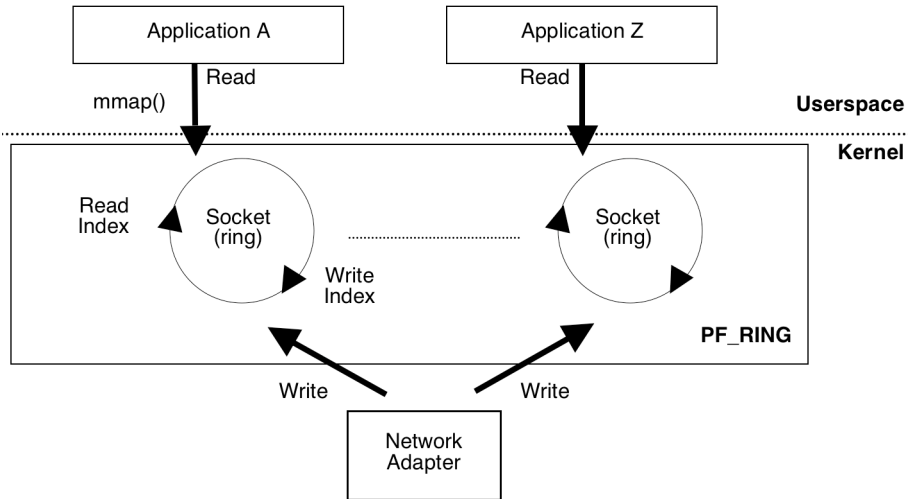 Application A
Application Z
Read
Read
mmap()
Userspace
Kernel
Read
Index
Socket
(ring)
Socket
(ring)
Write
Index
PF_RING
Write
Write
Network
Adapter